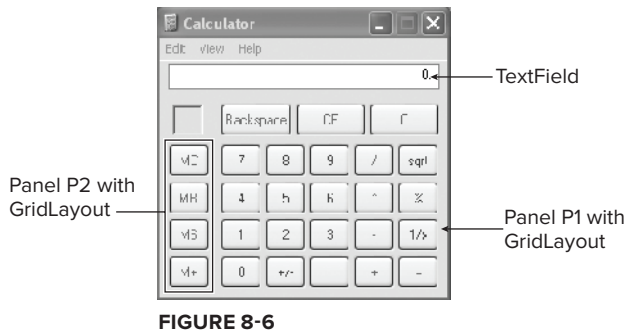 Calculator
Edit View Help
0.
TextField
Backspace CE C
7 8 9 / sqrt
Panel P2 with
GridLayout
MR 4 5 6 %
Panel P1 with
GridLayout
MS 1 2 3 - 1/x
M+ 0 +/- +
FIGURE 8-6